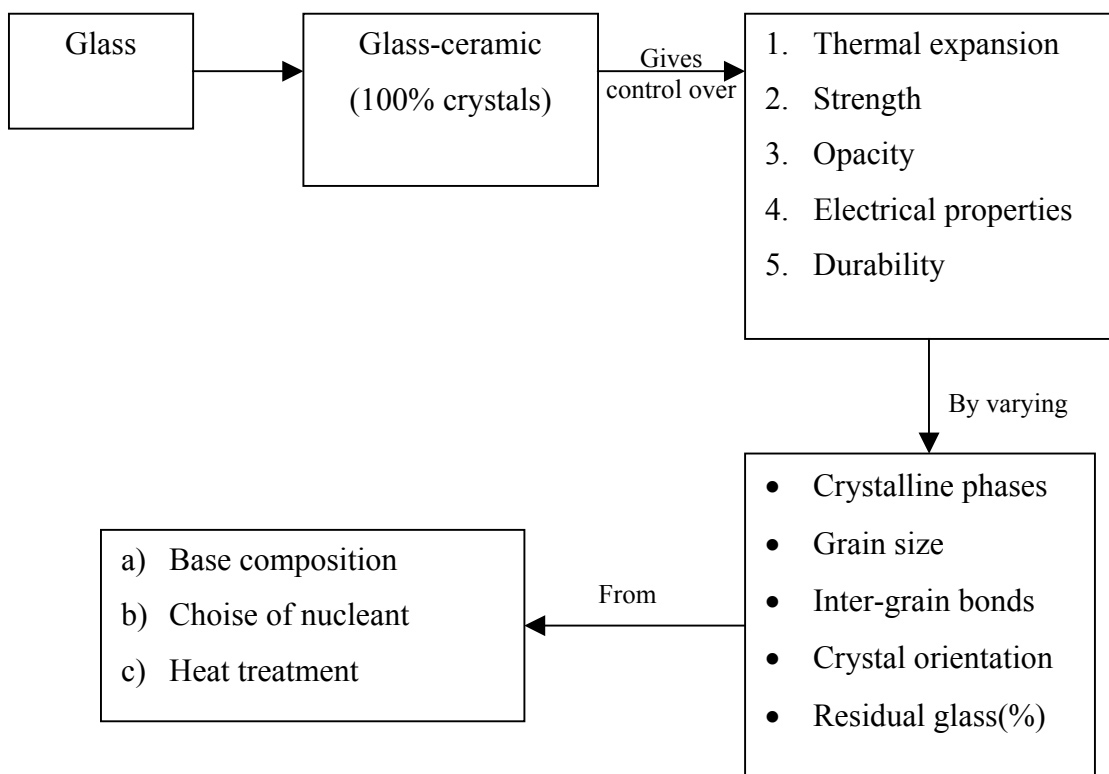 Glass
Glass-ceramic
(100% crystals)
Gives
control over
1. Thermal expansion
2. Strength
3. Opacity
4. Electrical properties
5. Durability
By varying
• Crystalline phases
• Grain size
• Inter-grain bonds
• Crystal orientation
• Residual glass(%)
From
a) Base composition
b) Choise of nucleant
c) Heat treatment